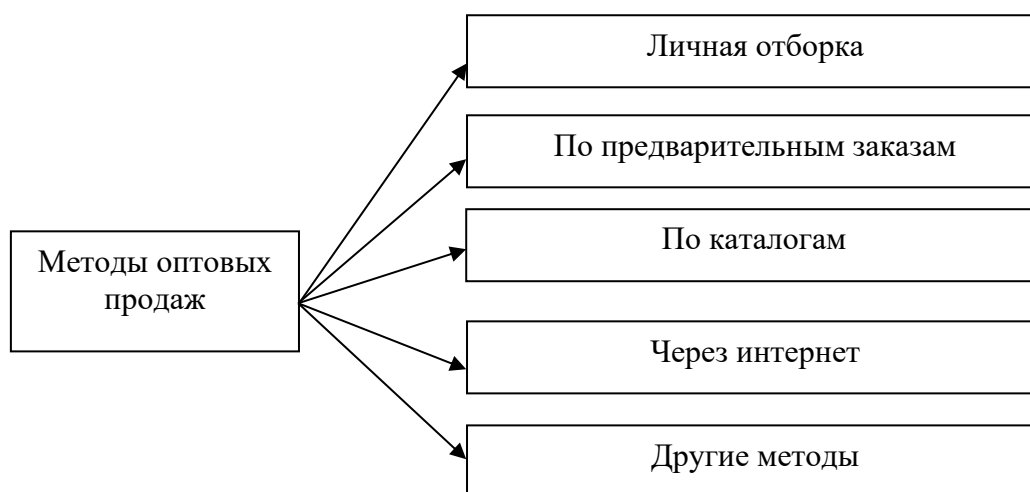 Личная отборка
По предварительным заказам
По каталогам
Методы оптовых
продаж
Через интернет
Другие методы